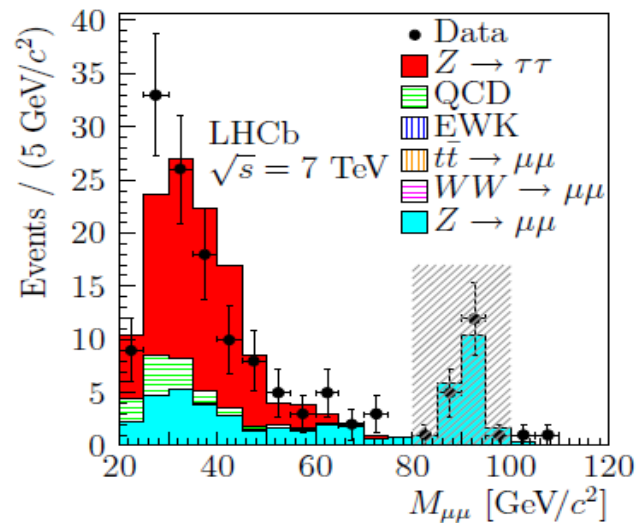 Events / (5 GeV/c²)
40
35
30
25
20
15
10
5
0
LHCb
√s = 7 TeV
Data
Z → ττ
QCD
EWK
tt̄ → μμ
WW → μμ
Z → μμ
20 40 60 80 100 120
M_μμ [GeV/c²]